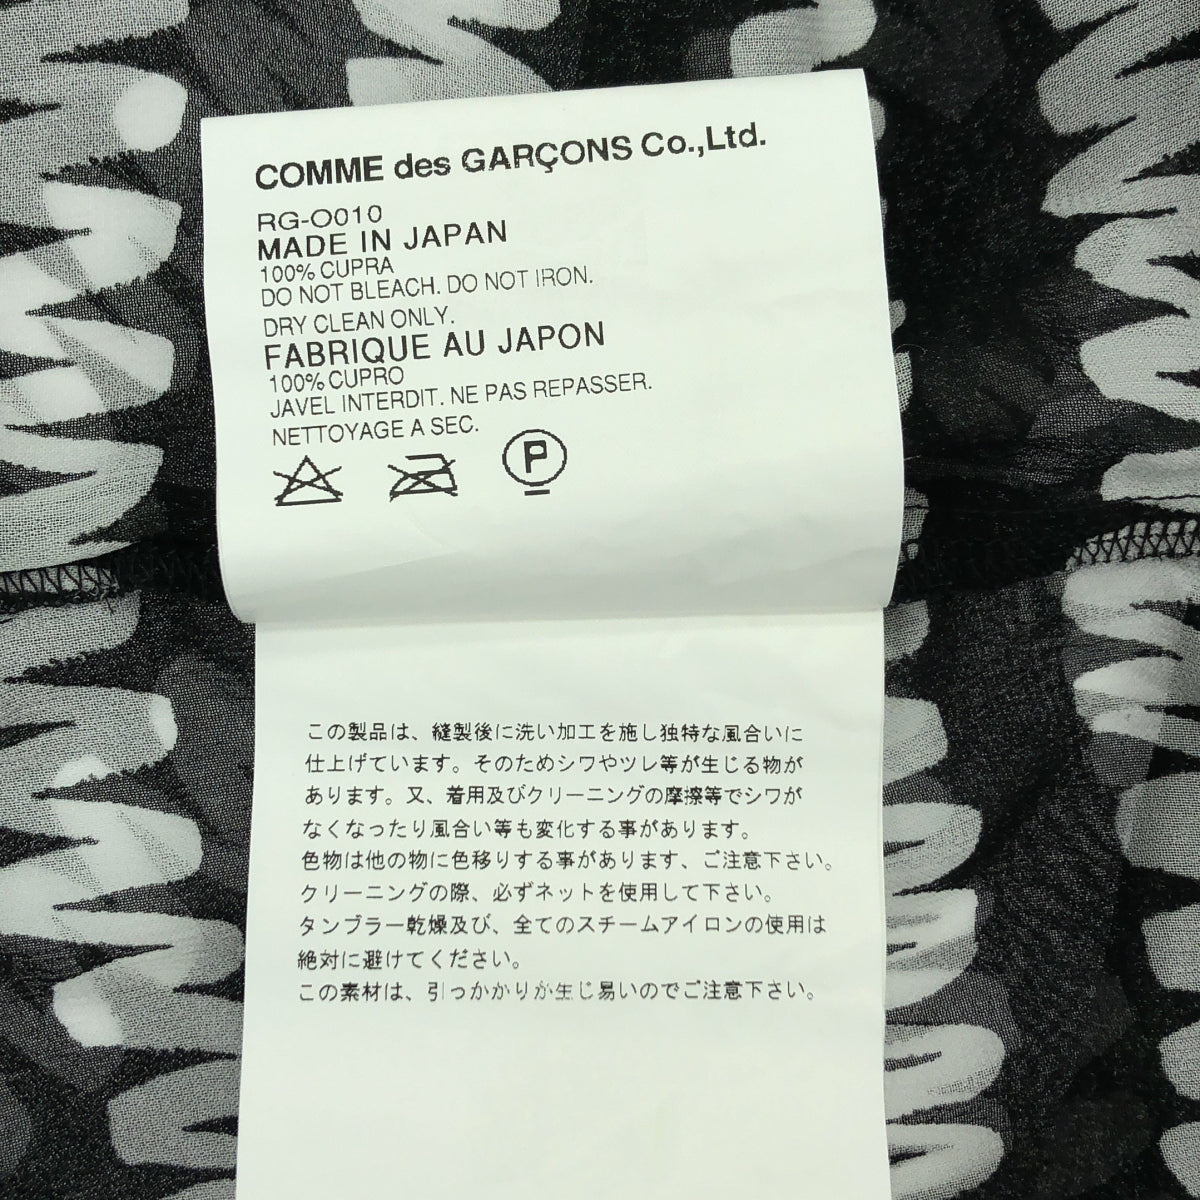 COMME des GARÇONS Co.,Ltd.
RG-O010
MADE IN JAPAN
100% CUPRA
DO NOT BLEACH. DO NOT IRON.
DRY CLEAN ONLY.
FABRIQUE AU JAPON
100% CUPRO
JAVEL INTERDIT. NE PAS REPASSER.
NETTOYAGE A SEC.
P
この製品は、縫製後に洗い加工を施し独特な風合いに
仕上げています。そのためシワやツレ等が生じる物が
あります。又、着用及びクリーニングの摩擦等でシワが
なくなったり風合い等も変化する事があります。
色物は他の物に色移りする事があります、ご注意下さい。
クリーニングの際、必ずネットを使用して下さい。
タンブラー乾燥及び、全てのスチームアイロンの使用は
絶対に避けてください。
この素材は、引っかかりが生じ易いのでご注意下さい。